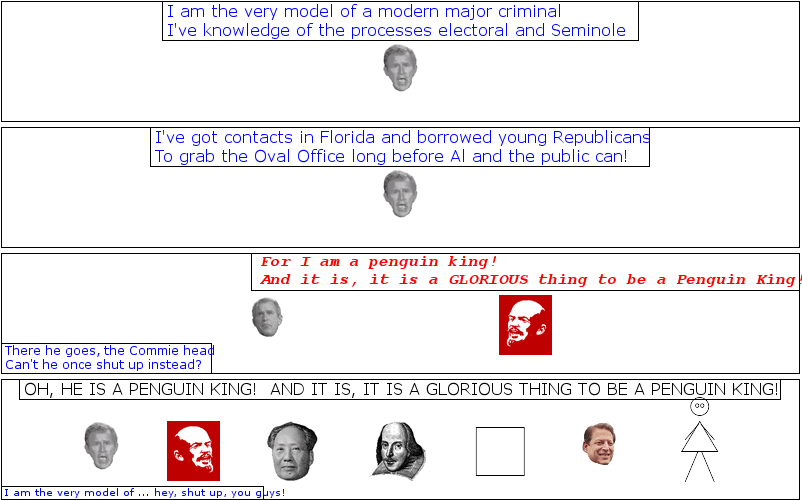 I am the very model of a modern major criminal
I've knowledge of the processes electoral and Seminole
I've got contacts in Florida and borrowed young Republicans
To grab the Oval Office long before Al and the public can!
For I am a penguin king!
And it is, it is a GLORIOUS thing to be a Penguin King!
There he goes, the Commie head
Can't he once shut up instead?
OH, HE IS A PENGUIN KING!  AND IT IS, IT IS A GLORIOUS THING TO BE A PENGUIN KING!
I am the very model of ... hey, shut up, you guys!